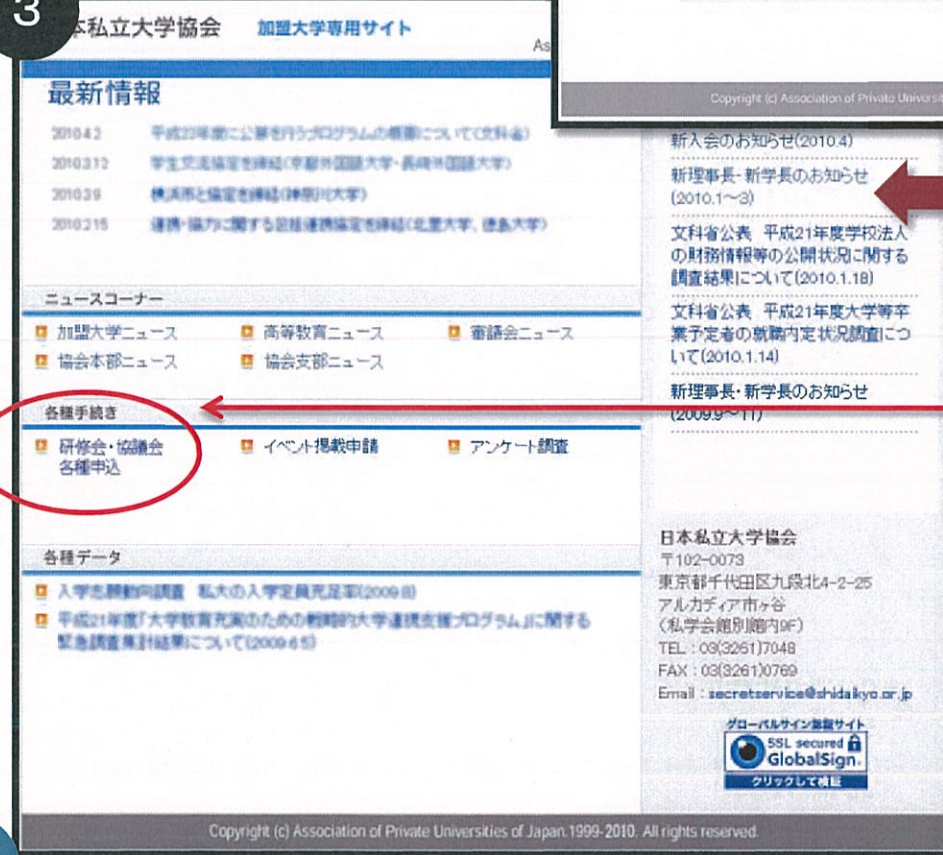 3
本私立大学協会 加盟大学専用サイト
As
最新情報
2010.4.2 平成22年度に公募を行うプログラムの概要について(文科省)
2010.3.12 学生交流協定を締結(京都外国語大学・長崎外国語大学)
2010.3.9 横浜市と協定を締結(神奈川大学)
2010.2.15 連携・協力に関する包括連携協定を締結(北里大学、徳島大学)
ニュースコーナー
加盟大学ニュース 高等教育ニュース 審議会ニュース
協会本部ニュース 協会支部ニュース
各種手続き
研修会・協議会 イベント掲載申請 アンケート調査
各種申込
各種データ
入学志願動向調査 私大の入学定員充足率(2009.8)
平成21年度「大学教育充実のための戦略的大学連携支援プログラム」に関する
緊急調査集計結果について(2009.6.5)
Copyright (c) Association of Private Universi
新入会のお知らせ(2010.4)
新理事長・新学長のお知らせ
(2010.1～3)
文科省公表 平成21年度学校法人
の財務情報等の公開状況に関する
調査結果について(2010.1.18)
文科省公表 平成21年度大学等卒
業予定者の就職内定状況調査につ
いて(2010.1.14)
新理事長・新学長のお知らせ
(2009.9～11)
日本私立大学協会
〒102-0073
東京都千代田区九段北4-2-25
アルカディア市ヶ谷
(私学会館別館内9F)
TEL : 03(3261)7048
FAX : 03(3261)0769
Email : secretservice@shidaikyo.or.jp
グローバルサイン認証サイト
SSL secured
GlobalSign.
クリックして検証
Copyright (c) Association of Private Universities of Japan.1999-2010. All rights reserved.